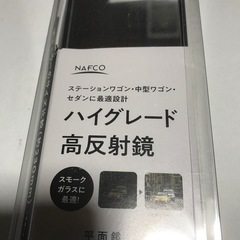 NAFCO
ステーションワゴン・中型ワゴン・
セダンに最適設計
ハイグレード
高反射鏡
スモーク
ガラスに
最適!
平面鏡